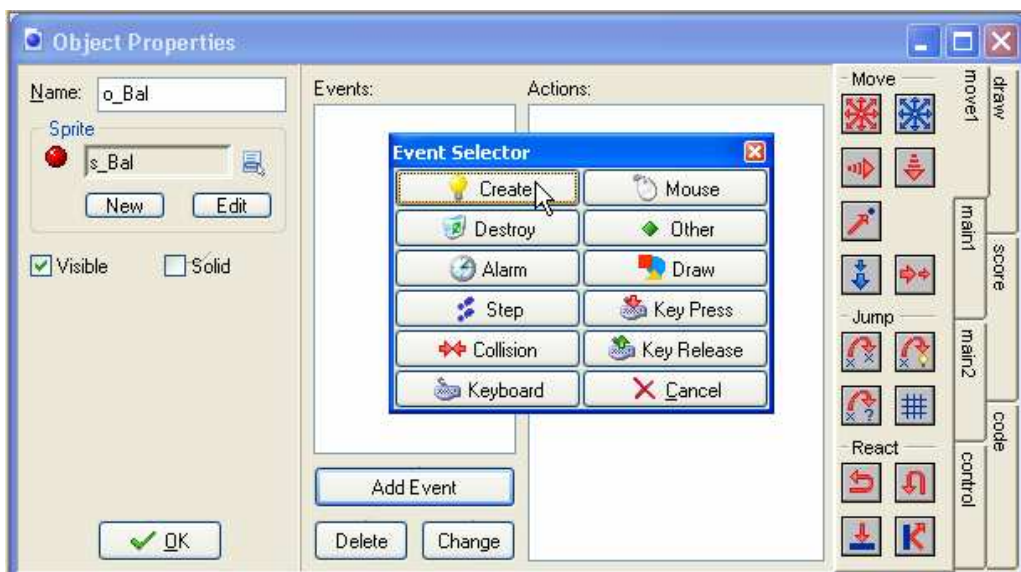 Object Properties
Name: o_Bal
Sprite
s_Bal
New Edit
Visible Solid
OK
Events:
Add Event
Delete Change
Actions:
Event Selector
Create Mouse
Destroy Other
Alarm Draw
Step Key Press
Collision Key Release
Keyboard Cancel
Move
Jump
React
move1
main1
main2
control
draw
score
code